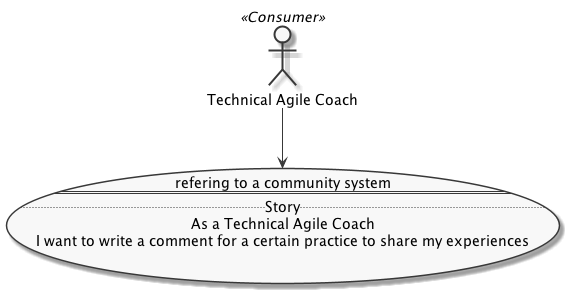 «Consumer»
Technical Agile Coach
refering to a community system
Story
As a Technical Agile Coach
I want to write a comment for a certain practice to share my experiences